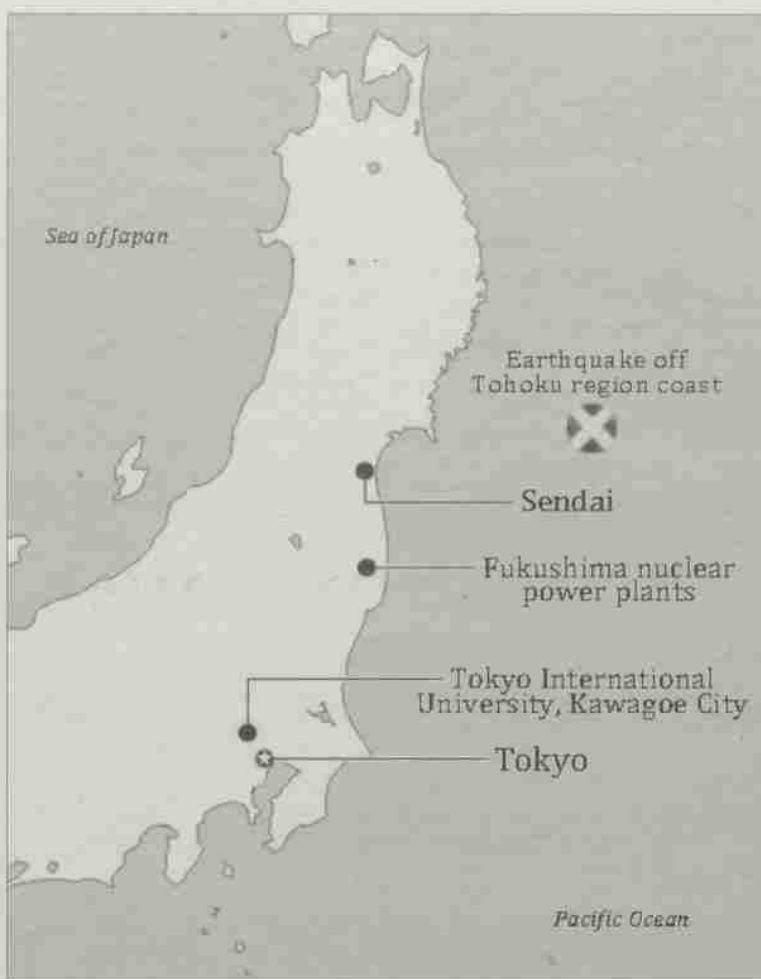 Sea of Japan
Earthquake off
Tohoku region coast
Sendai
Fukushima nuclear
power plants
Tokyo International
University, Kawagoe City
Tokyo
Pacific Ocean